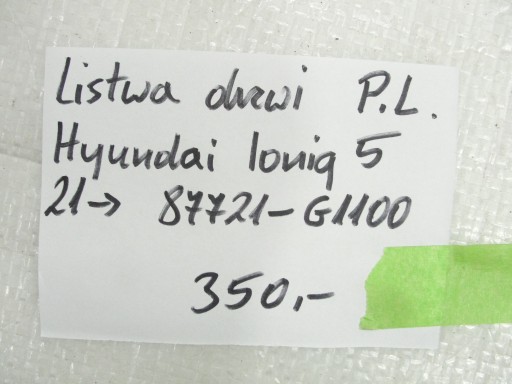 Listwa drzwi P.L.
Hyundai Ioniq 5
21→ 87721-G1100
350,-